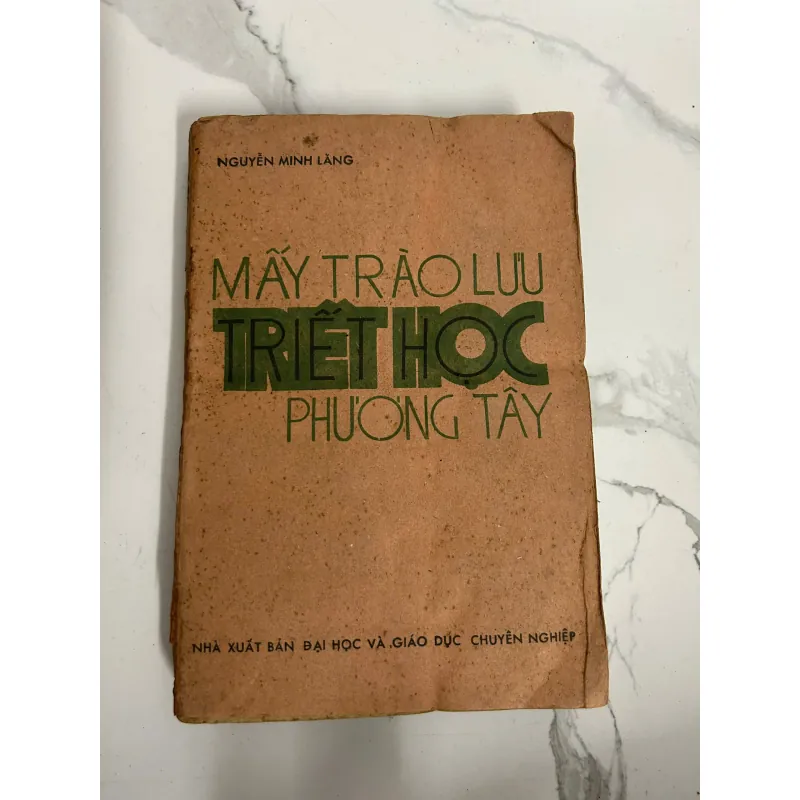 NGUYỄN MINH LĂNG
MẤY TRÀO LƯU
TRIẾT HỌC
PHƯƠNG TÂY
NHÀ XUẤT BẢN ĐẠI HỌC VÀ GIÁO DỤC CHUYÊN NGHIỆP